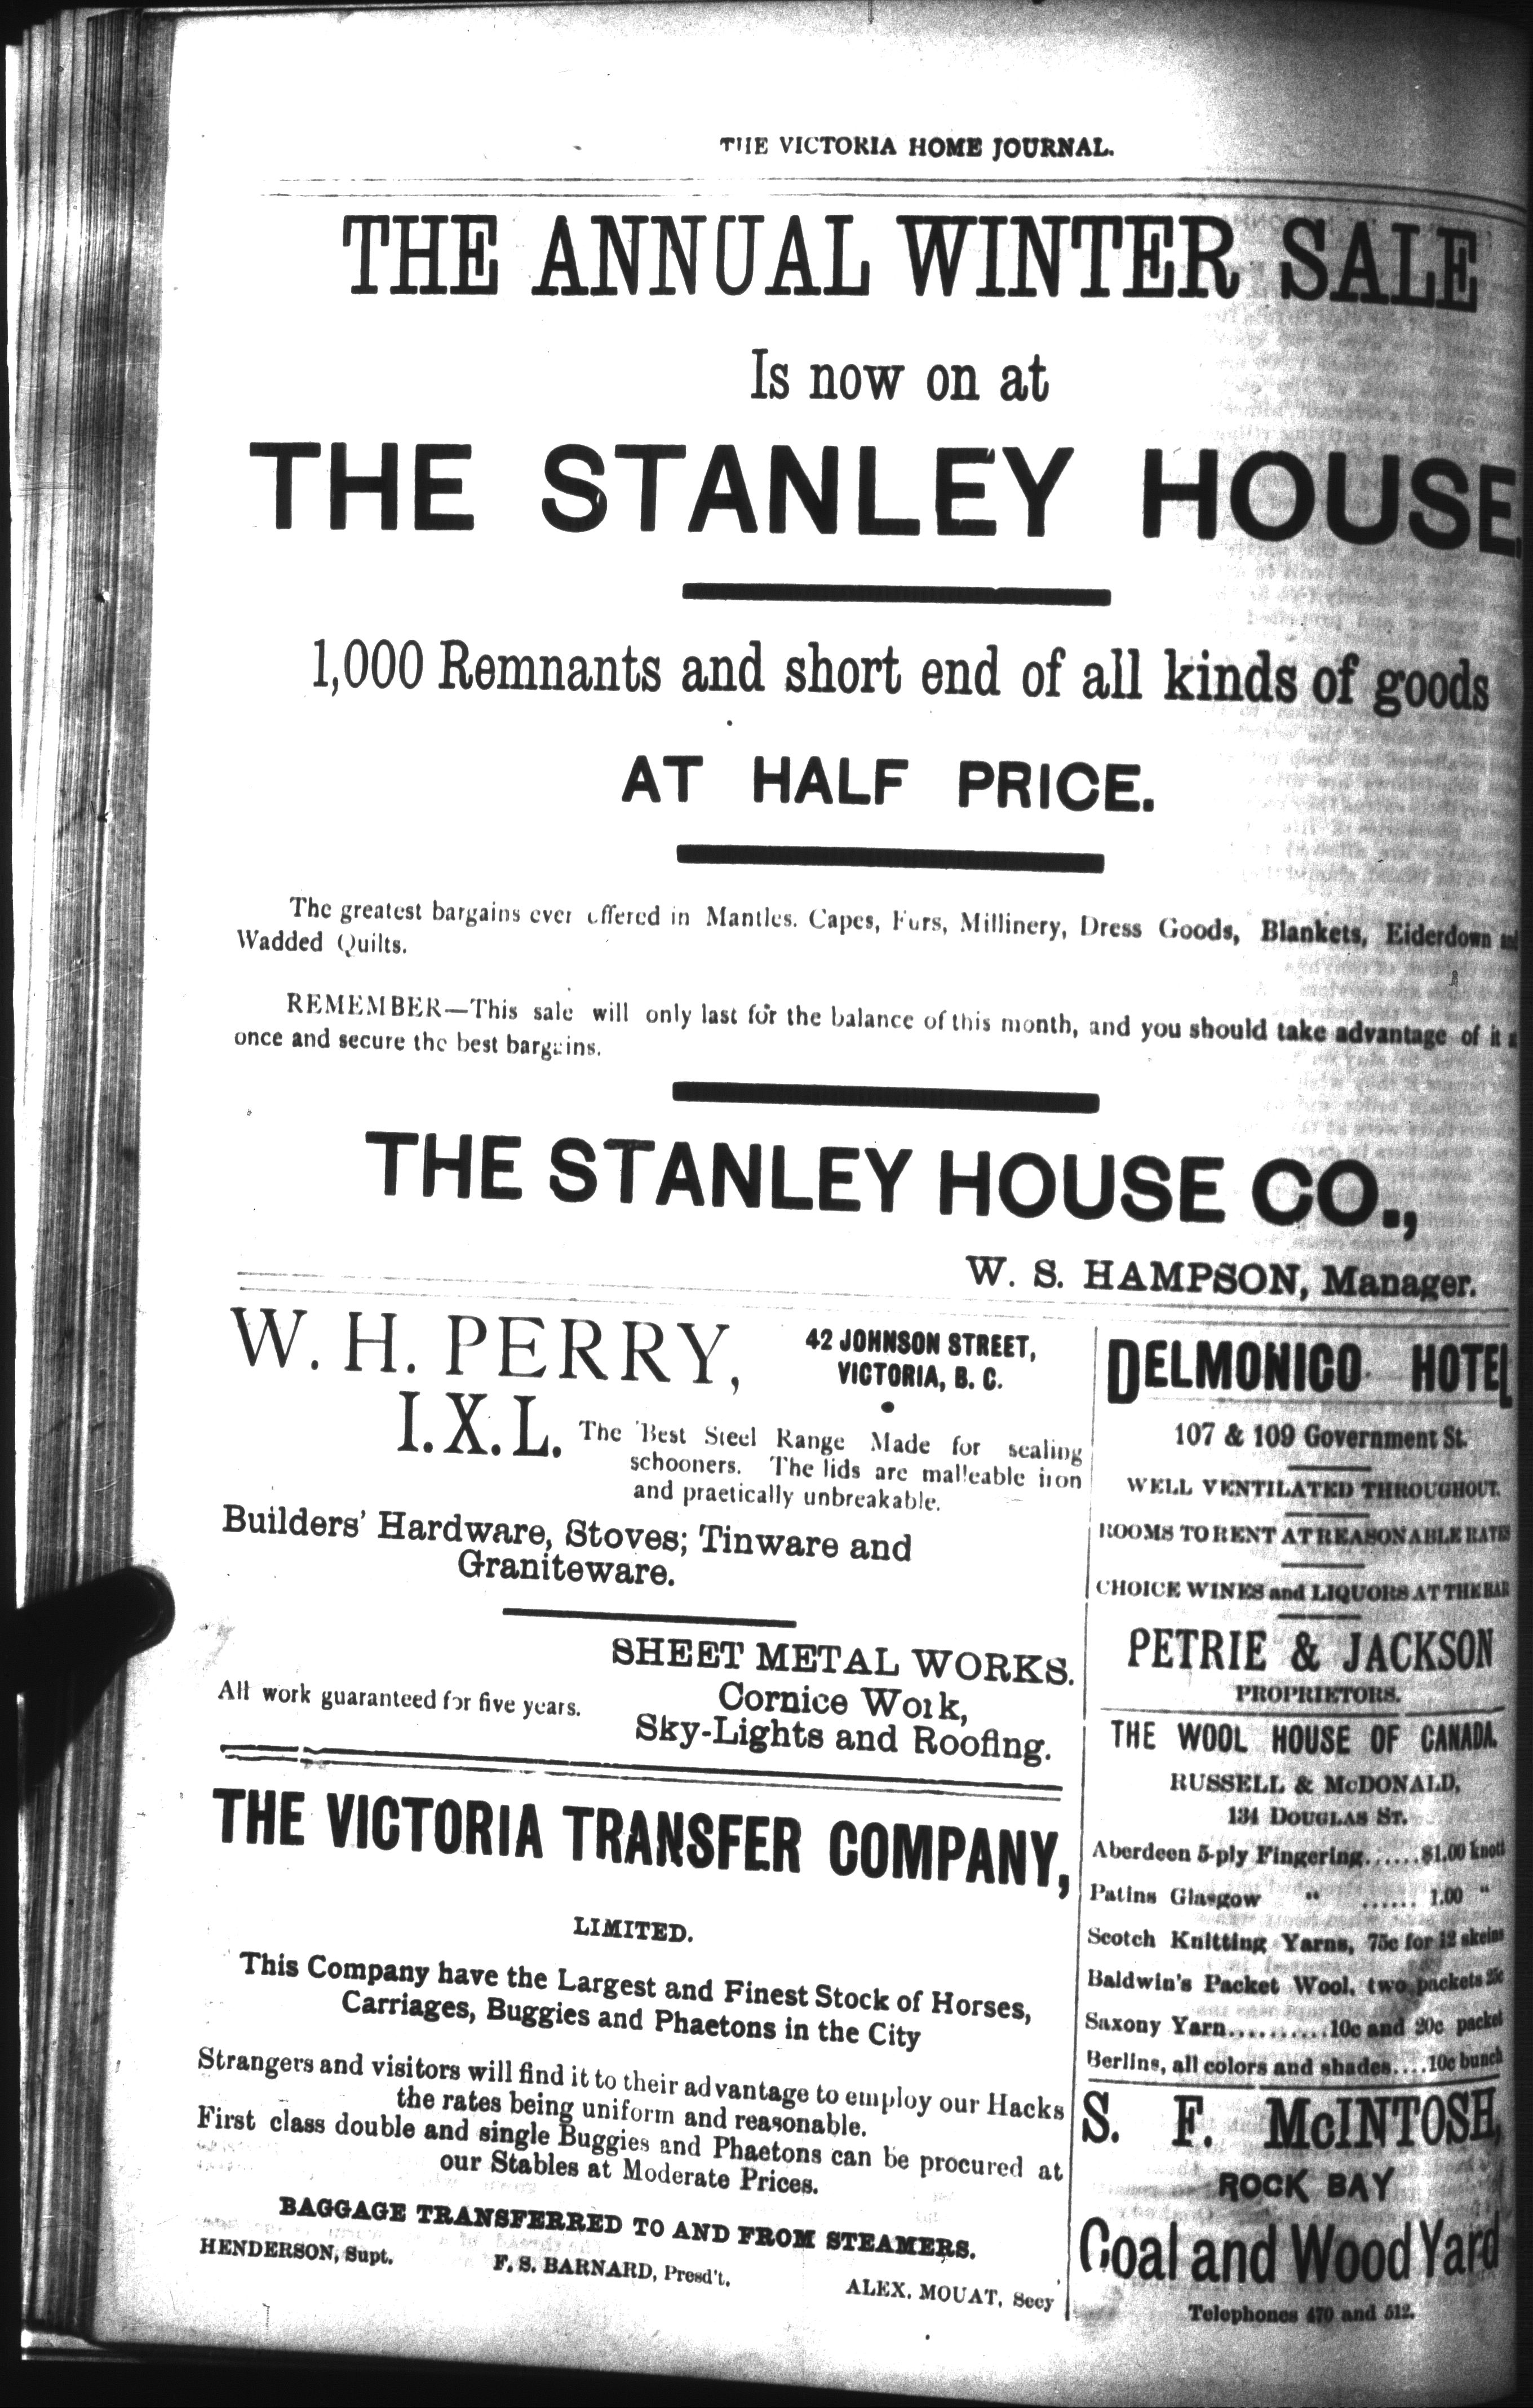 THE VICTORIA HOME JOURNAL.
THE ANNUAL WINTER SALE
Is now on at
THE STANLEY HOUSE.
1,000 Remnants and short end of all kinds of goods
AT HALF PRICE.
The greatest bargains ever offered in Mantles. Capes, Furs, Millinery, Dress Goods, Blankets, Eiderdown and
Wadded Quilts.
REMEMBER—This sale will only last for the balance of this month, and you should take advantage of it
once and secure the best bargains.
THE STANLEY HOUSE CO.,
W. S. HAMPSON, Manager.
W. H. PERRY,
42 JOHNSON STREET,
VICTORIA, B. C.
I.X.L. The Best Steel Range Made for sealing
schooners. The lids are malleable iron
and praetically unbreakable.
Builders' Hardware, Stoves; Tinware and
Graniteware.
SHEET METAL WORKS.
All work guaranteed for five years.
Cornice Work,
Sky-Lights and Roofing.
THE VICTORIA TRANSFER COMPANY,
LIMITED.
This Company have the Largest and Finest Stock of Horses,
Carriages, Buggies and Phaetons in the City
Strangers and visitors will find it to their advantage to employ our Hacks
the rates being uniform and reasonable.
First class double and single Buggies and Phaetons can be procured at
our Stables at Moderate Prices.
BAGGAGE TRANSFERRED TO AND FROM STEAMERS.
HENDERSON, Supt. F. S. BARNARD, Presd't. ALEX. MOUAT, Secy
DELMONICO HOTEL
107 & 109 Government St.
WELL VENTILATED THROUGHOUT.
ROOMS TO RENT AT REASONABLE RATES
CHOICE WINES and LIQUORS AT THE BAR
PETRIE & JACKSON
PROPRIETORS.
THE WOOL HOUSE OF CANADA.
RUSSELL & McDONALD,
134 DOUGLAS ST.
Aberdeen 5-ply Fingering......$1.00 knott
Patins Glasgow " ...... 1.00 "
Scotch Knitting Yarns, 75c for 12 skeins
Baldwin's Packet Wool, two packets 25c
Saxony Yarn..........10c and 20c packet
Berlins, all colors and shades....10c bunch
S. F. McINTOSH,
ROCK BAY
Coal and Wood Yard
Telephones 470 and 512.